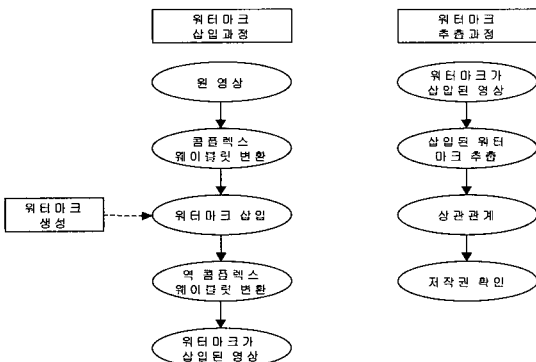 워터마크
삽입과정
원 영상
콤플렉스
웨이블릿 변환
워터마크
생성
워터마크 삽입
역 콤플렉스
웨이블릿 변환
워터마크가
삽입된 영상
워터마크
추출과정
워터마크가
삽입된 영상
삽입된 워터
마크 추출
상관관계
저작권 확인